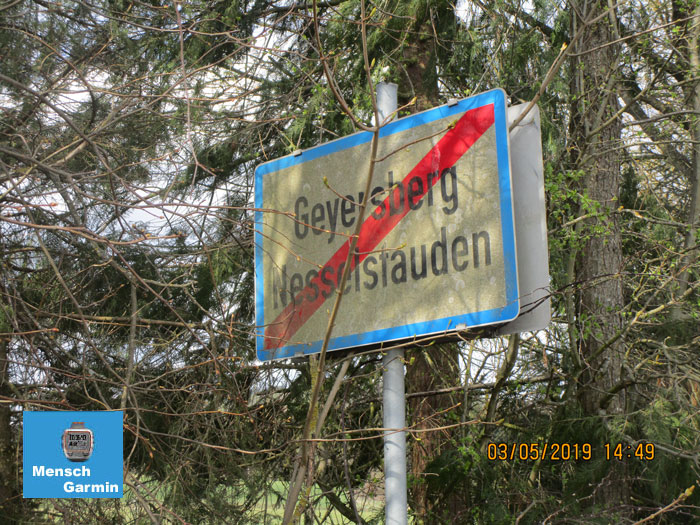 Geyersberg
Nesselstauden
Mensch
Garmin
03/05/2019 14:49